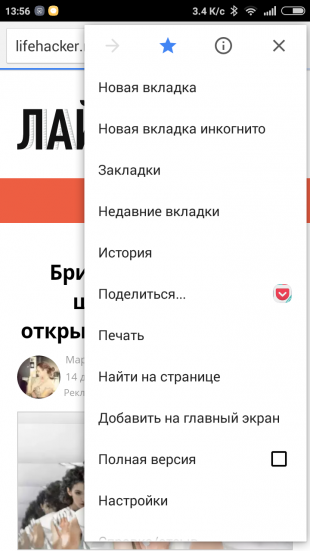 13:56
3.4 K/s
lifehacker.
ЛАЙ
Новая вкладка
Новая вкладка инкогнито
Закладки
Недавние вкладки
История
Поделиться...
Печать
Найти на странице
Добавить на главный экран
Полная версия
Настройки
Бри
ш
откры
Мар
14 д
Рекл